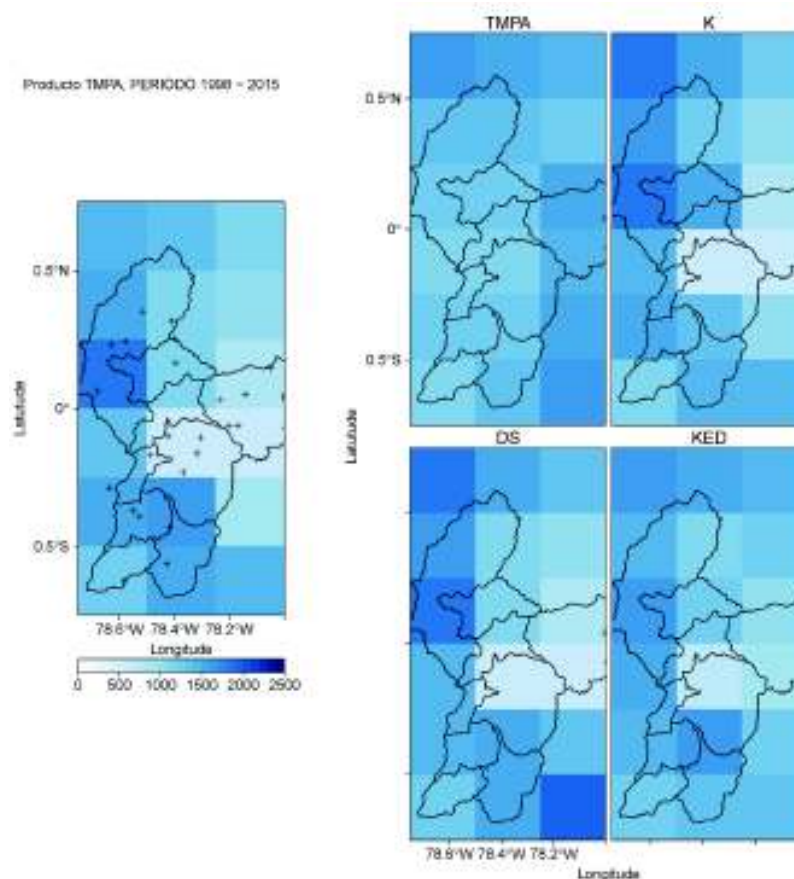 TMPA K
Producto TMPA, PERIODO 1998 - 2015
0.5°N
0°
0.5°S
Latutude
78.6°W 78.4°W 78.2°W
Longitude
0 500 1000 1500 2000 2500
0.5°N
0°
0.5°S
Latutude
DS KED
78.6°W 78.4°W 78.2°W
Longitude